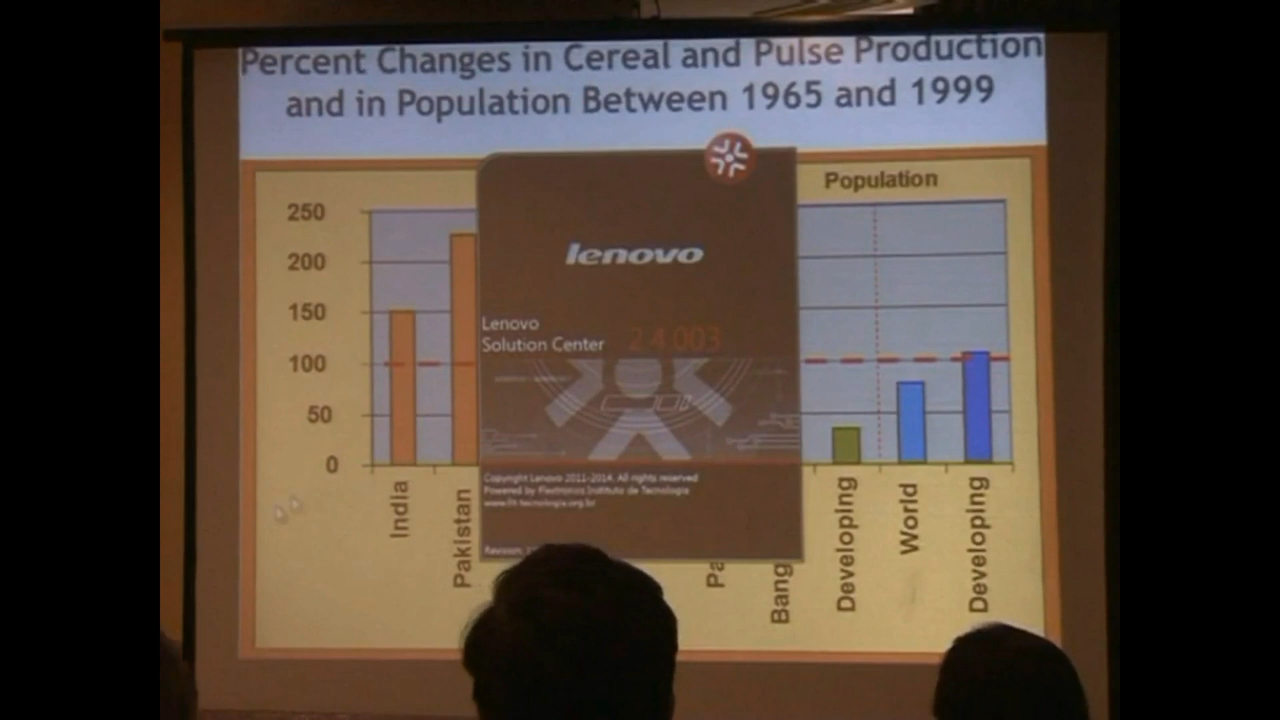 Percent Changes in Cereal and Pulse Production
and in Population Between 1965 and 1999
Population
250
200
150
100
50
0
India
Pakistan
Pa
Bang
Developing
World
Developing
lenovo
Lenovo
Solution Center 2.4.003
Copyright Lenovo 2011-2014. All rights reserved
Powered by Flextronics Instituto de Tecnologia
www.fit-tecnologia.org.br
Revision: